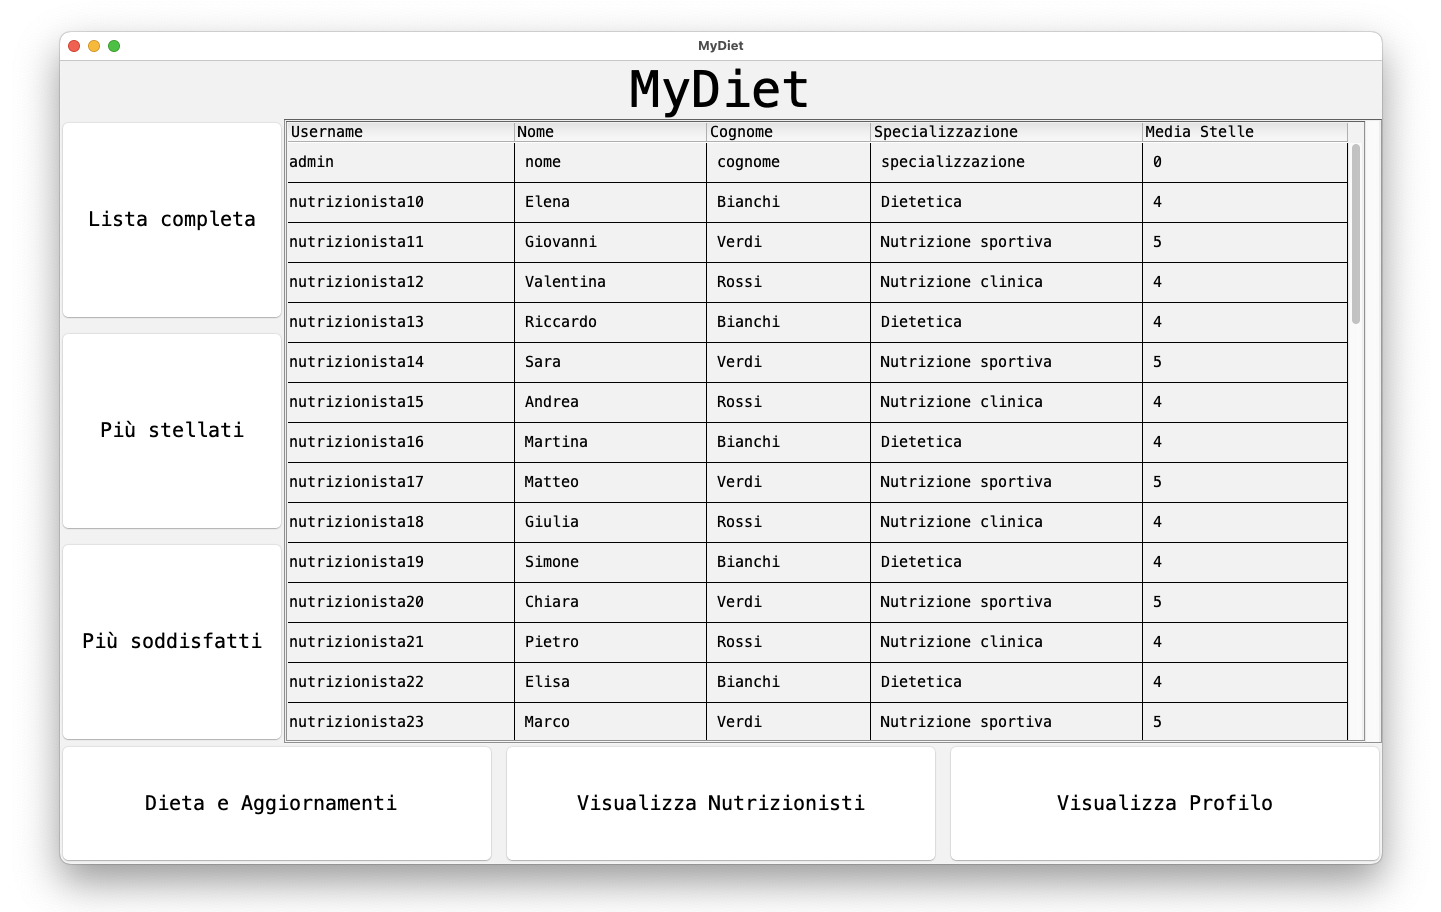 MyDiet
MyDiet
Username Nome Cognome Specializzazione Media Stelle
admin nome cognome specializzazione 0
nutrizionista10 Elena Bianchi Dietetica 4
nutrizionista11 Giovanni Verdi Nutrizione sportiva 5
nutrizionista12 Valentina Rossi Nutrizione clinica 4
nutrizionista13 Riccardo Bianchi Dietetica 4
nutrizionista14 Sara Verdi Nutrizione sportiva 5
nutrizionista15 Andrea Rossi Nutrizione clinica 4
nutrizionista16 Martina Bianchi Dietetica 4
nutrizionista17 Matteo Verdi Nutrizione sportiva 5
nutrizionista18 Giulia Rossi Nutrizione clinica 4
nutrizionista19 Simone Bianchi Dietetica 4
nutrizionista20 Chiara Verdi Nutrizione sportiva 5
nutrizionista21 Pietro Rossi Nutrizione clinica 4
nutrizionista22 Elisa Bianchi Dietetica 4
nutrizionista23 Marco Verdi Nutrizione sportiva 5
Lista completa
Più stellati
Più soddisfatti
Dieta e Aggiornamenti
Visualizza Nutrizionisti
Visualizza Profilo